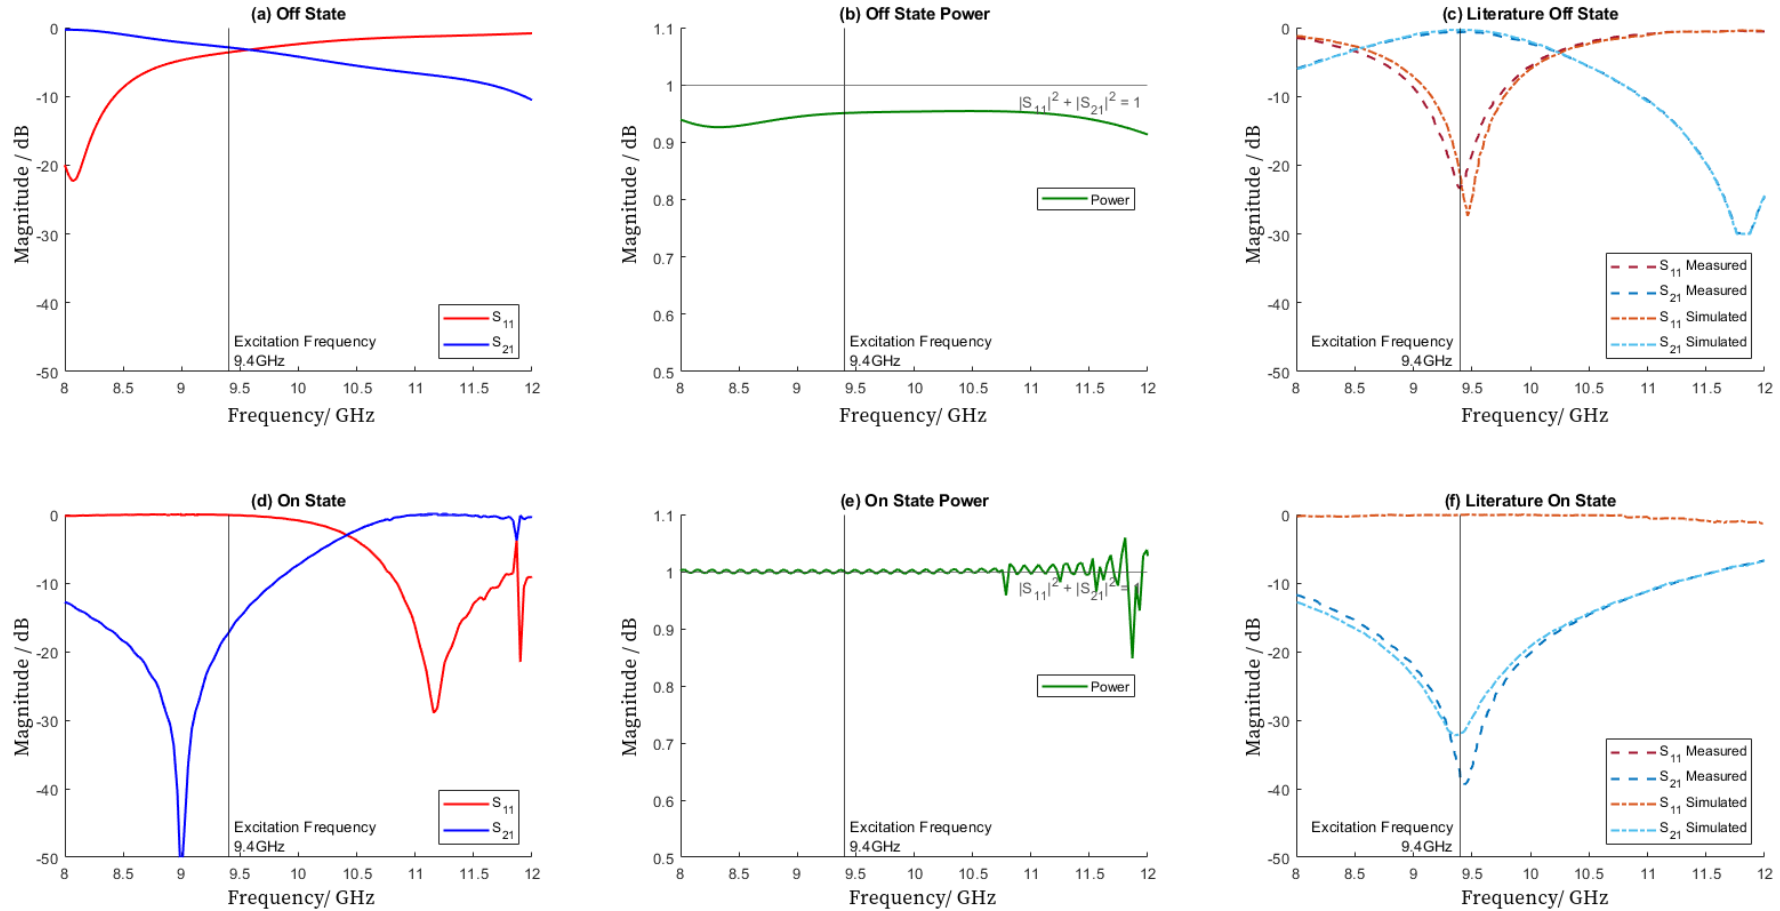 (a) Off State
0
-10
-20
-30
-40
-50
Magnitude / dB
S11
S21
Excitation Frequency
9.4GHz
8 8.5 9 9.5 10 10.5 11 11.5 12
Frequency/ GHz
(b) Off State Power
1.1
1
0.9
0.8
0.7
0.6
0.5
Magnitude / dB
|S11|^2 + |S21|^2 = 1
Power
Excitation Frequency
9.4GHz
8 8.5 9 9.5 10 10.5 11 11.5 12
Frequency/ GHz
(c) Literature Off State
0
-10
-20
-30
-40
-50
Magnitude / dB
S11 Measured
S21 Measured
S11 Simulated
S21 Simulated
Excitation Frequency
9.4GHz
8 8.5 9 9.5 10 10.5 11 11.5 12
Frequency/ GHz
(d) On State
0
-10
-20
-30
-40
-50
Magnitude / dB
S11
S21
Excitation Frequency
9.4GHz
8 8.5 9 9.5 10 10.5 11 11.5 12
Frequency/ GHz
(e) On State Power
1.1
1
0.9
0.8
0.7
0.6
0.5
Magnitude / dB
|S11|^2 + |S21|^2 = 1
Power
Excitation Frequency
9.4GHz
8 8.5 9 9.5 10 10.5 11 11.5 12
Frequency/ GHz
(f) Literature On State
0
-10
-20
-30
-40
-50
Magnitude / dB
S11 Measured
S21 Measured
S11 Simulated
S21 Simulated
Excitation Frequency
9.4GHz
8 8.5 9 9.5 10 10.5 11 11.5 12
Frequency/ GHz